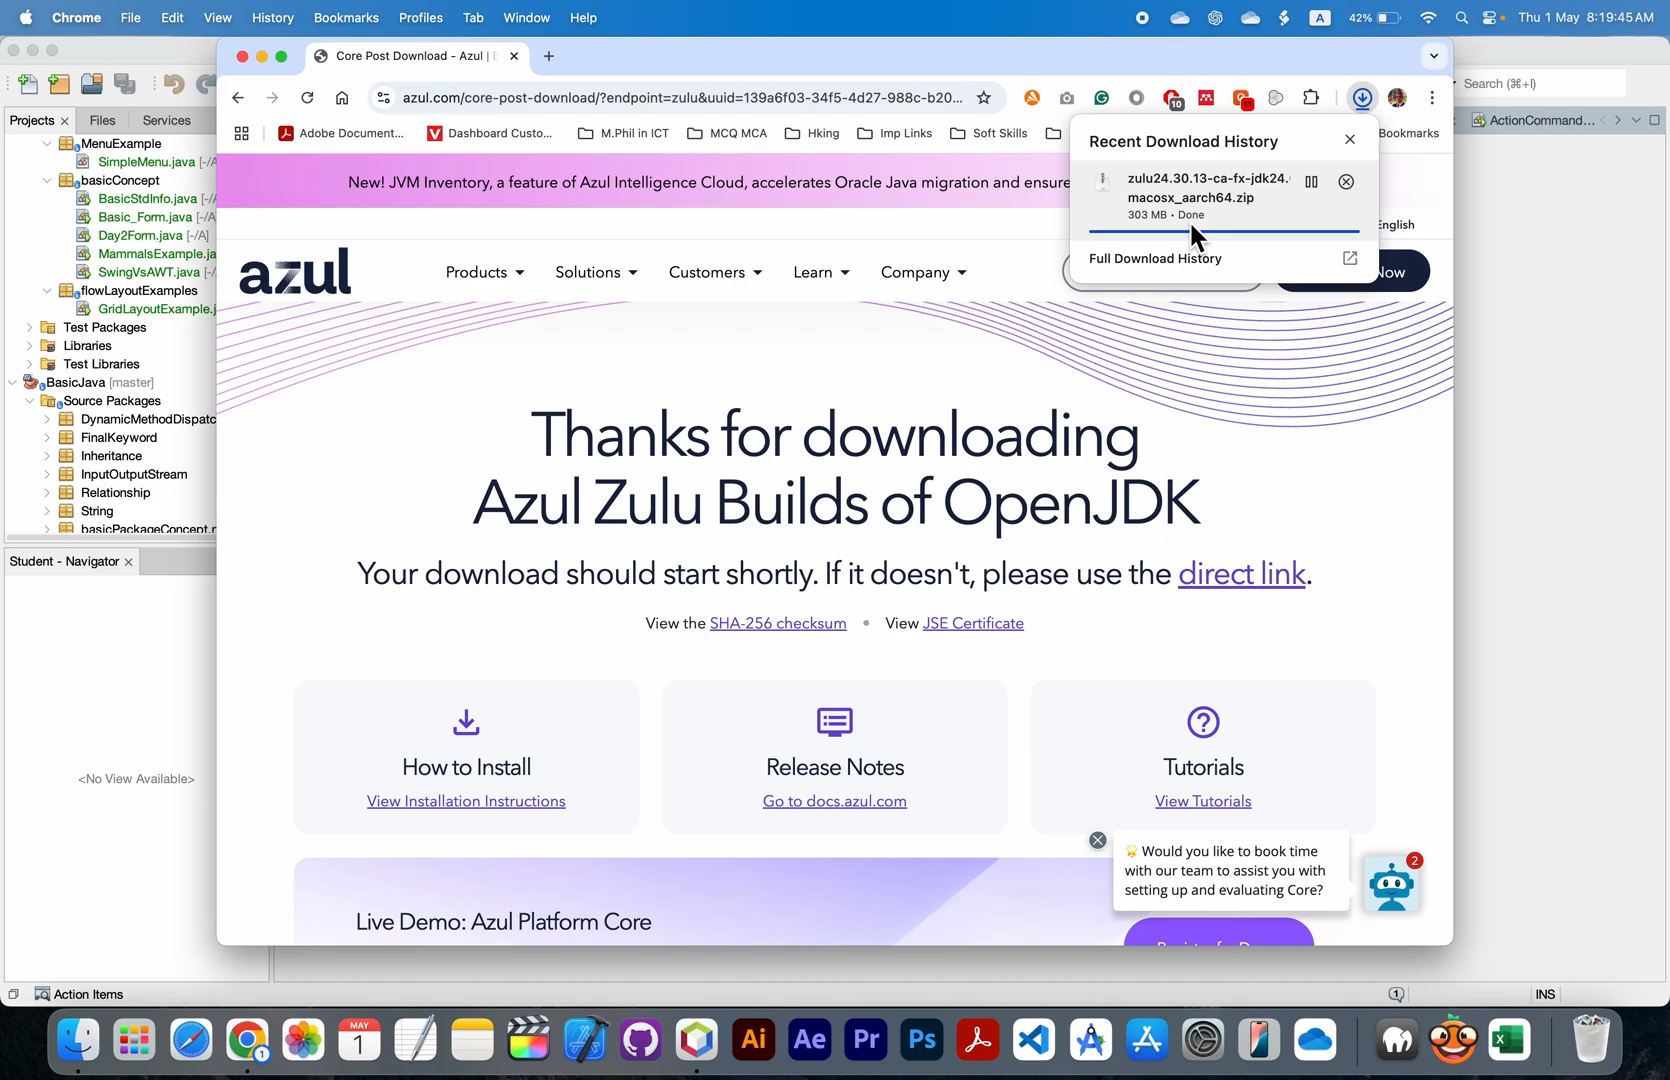 Chrome File Edit View History Bookmarks Profiles Tab Window Help
A 42% Thu 1 May 8:19:45 AM
Core Post Download - Azul | E
Search (⌘+I)
azul.com/core-post-download/?endpoint=zulu&uuid=139a6f03-34f5-4d27-988c-b20...
10
11
Projects Files Services
ActionCommand...
Adobe Document... Dashboard Custo... M.Phil in ICT MCQ MCA Hking Imp Links Soft Skills Bookmarks
Recent Download History
zulu24.30.13-ca-fx-jdk24.
macosx_aarch64.zip
303 MB • Done
Full Download History
MenuExample
SimpleMenu.java [-/A
basicConcept
BasicStdInfo.java [-/
Basic_Form.java [-/
Day2Form.java [-/A]
MammalsExample.ja
SwingVsAWT.java [-/
flowLayoutExamples
GridLayoutExample.j
Test Packages
Libraries
Test Libraries
BasicJava [master]
Source Packages
DynamicMethodDispatc
FinalKeyword
Inheritance
InputOutputStream
Relationship
String
basicPackageConcept.
Student - Navigator
<No View Available>
Action Items
New! JVM Inventory, a feature of Azul Intelligence Cloud, accelerates Oracle Java migration and ensure
English
azul
Products Solutions Customers Learn Company
Now
Thanks for downloading
Azul Zulu Builds of OpenJDK
Your download should start shortly. If it doesn't, please use the direct link.
View the SHA-256 checksum • View JSE Certificate
How to Install
View Installation Instructions
Release Notes
Go to docs.azul.com
Tutorials
View Tutorials
Would you like to book time
with our team to assist you with
setting up and evaluating Core?
2
Live Demo: Azul Platform Core
1
INS
MAY
1
1
Ai Ae Pr Ps